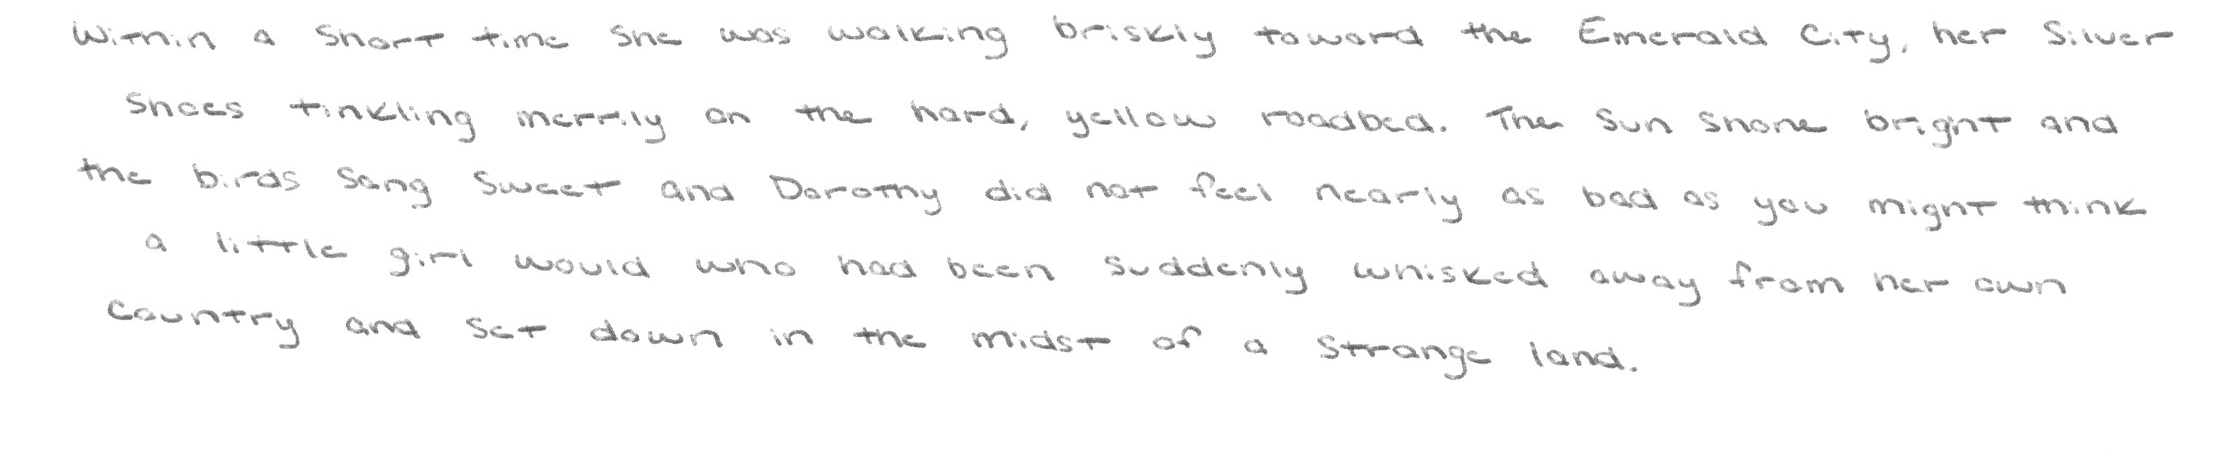 Within a short time she was walking briskly toward the Emerald City, her Silver
Shoes tinkling merrily on the hard, yellow roadbed. The sun shone bright and
the birds sang sweet and Dorothy did not feel nearly as bad as you might think
a little girl would who had been suddenly whisked away from her own
country and set down in the midst of a strange land.